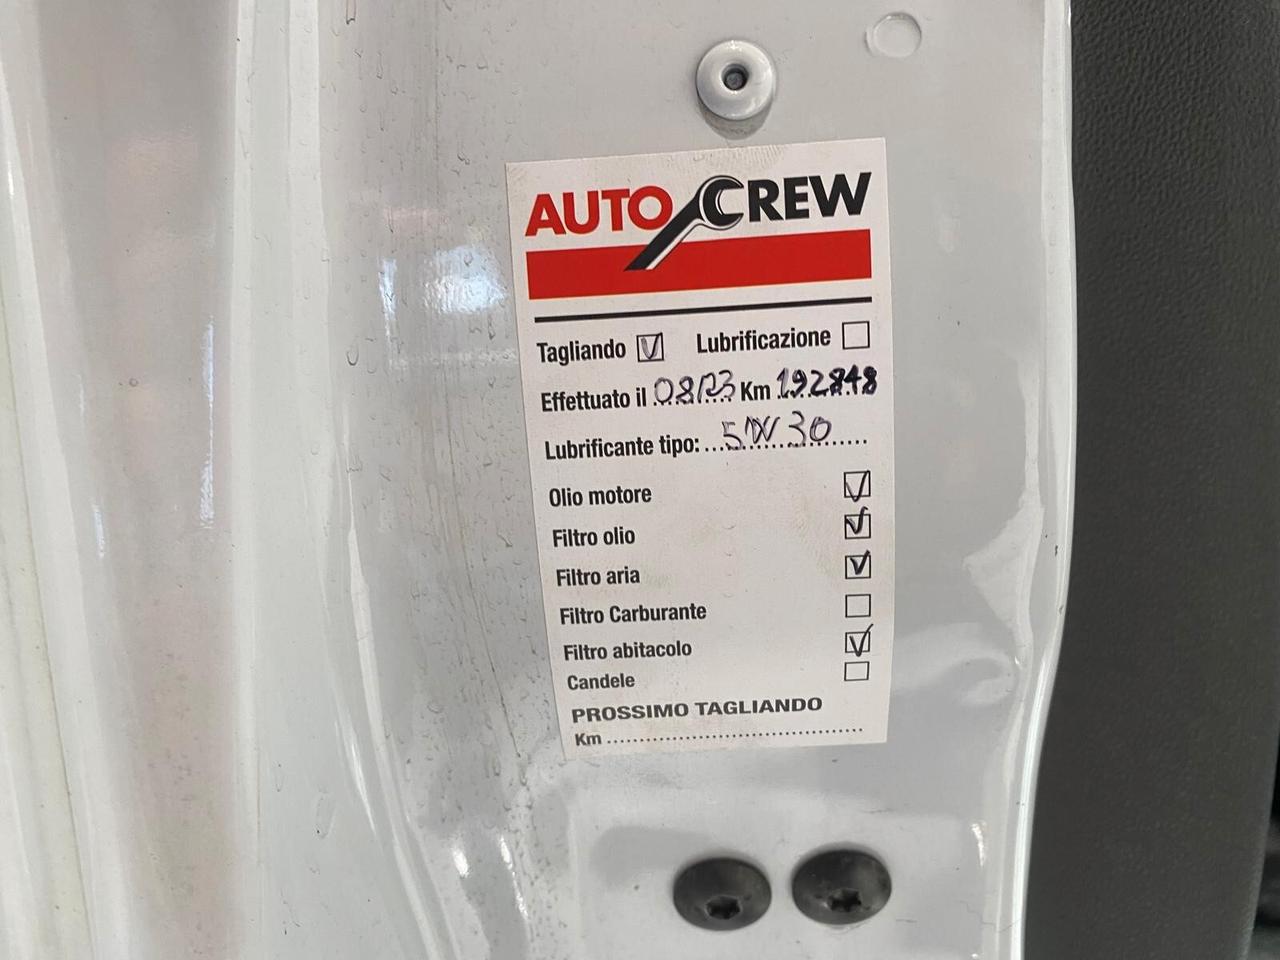 AUTO CREW
Tagliando Lubrificazione
Effettuato il 08/23 Km 192848
Lubrificante tipo: 5W30
Olio motore
Filtro olio
Filtro aria
Filtro Carburante
Filtro abitacolo
Candele
PROSSIMO TAGLIANDO
Km